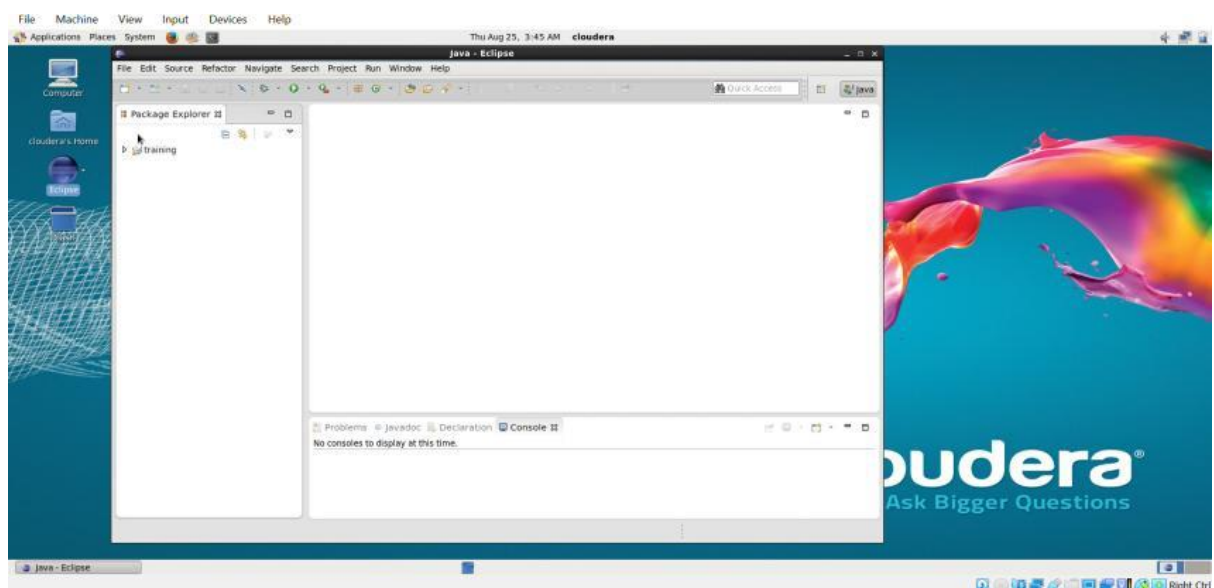 File Machine View Input Devices Help
Applications Places System Thu Aug 25, 3:45 AM cloudera
Java - Eclipse
File Edit Source Refactor Navigate Search Project Run Window Help
Computer
Quick Access Java
Package Explorer
cloudera's Home
training
Eclipse
Problems Javadoc Declaration Console
No consoles to display at this time.
oudera®
Ask Bigger Questions
Java - Eclipse
Right Ctrl